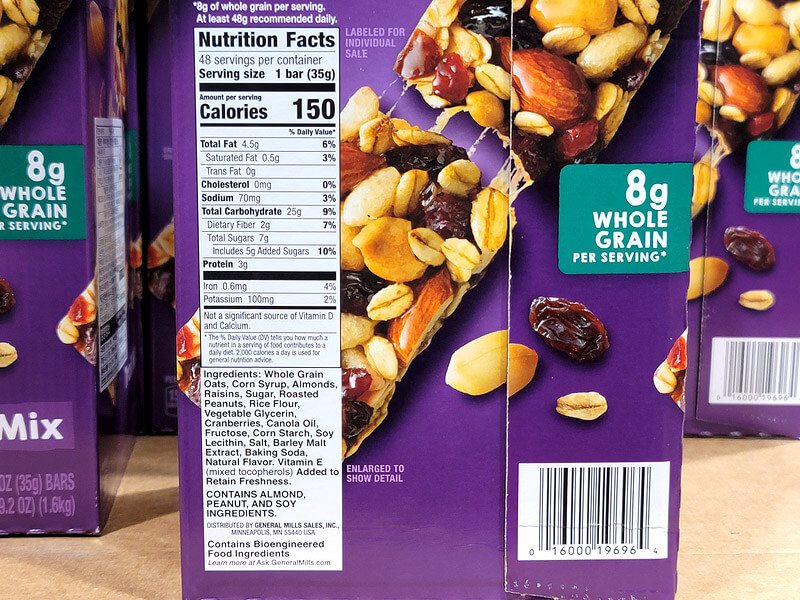 *8g of whole grain per serving.
At least 48g recommended daily.
Nutrition Facts
48 servings per container
Serving size 1 bar (35g)
Amount per serving
Calories 150
% Daily Value*
Total Fat 4.5g 6%
Saturated Fat 0.5g 3%
Trans Fat 0g
Cholesterol 0mg 0%
Sodium 70mg 3%
Total Carbohydrate 25g 9%
Dietary Fiber 2g 7%
Total Sugars 7g
Includes 5g Added Sugars 10%
Protein 3g
Iron 0.6mg 4%
Potassium 100mg 2%
Not a significant source of Vitamin D
and Calcium.
* The % Daily Value (DV) tells you how much a
nutrient in a serving of food contributes to a
daily diet. 2,000 calories a day is used for
general nutrition advice.
Ingredients: Whole Grain
Oats, Corn Syrup, Almonds,
Raisins, Sugar, Roasted
Peanuts, Rice Flour,
Vegetable Glycerin,
Cranberries, Canola Oil,
Fructose, Corn Starch, Soy
Lecithin, Salt, Barley Malt
Extract, Baking Soda,
Natural Flavor. Vitamin E
(mixed tocopherols) Added to
Retain Freshness.
CONTAINS ALMOND,
PEANUT, AND SOY
INGREDIENTS.
DISTRIBUTED BY GENERAL MILLS SALES, INC.,
MINNEAPOLIS, MN 55440 USA
Contains Bioengineered
Food Ingredients
Learn more at Ask.GeneralMills.com
LABELED FOR
INDIVIDUAL
SALE
ENLARGED TO
SHOW DETAIL
8g
WHOLE
GRAIN
PER SERVING*
0 16000 19696 4
8g
WHOLE
GRAIN
R SERVING*
Mix
OZ (35g) BARS
9.2 OZ) (1.6kg)
8
WHO
GRA
PER SERVIN
0 16000 19696